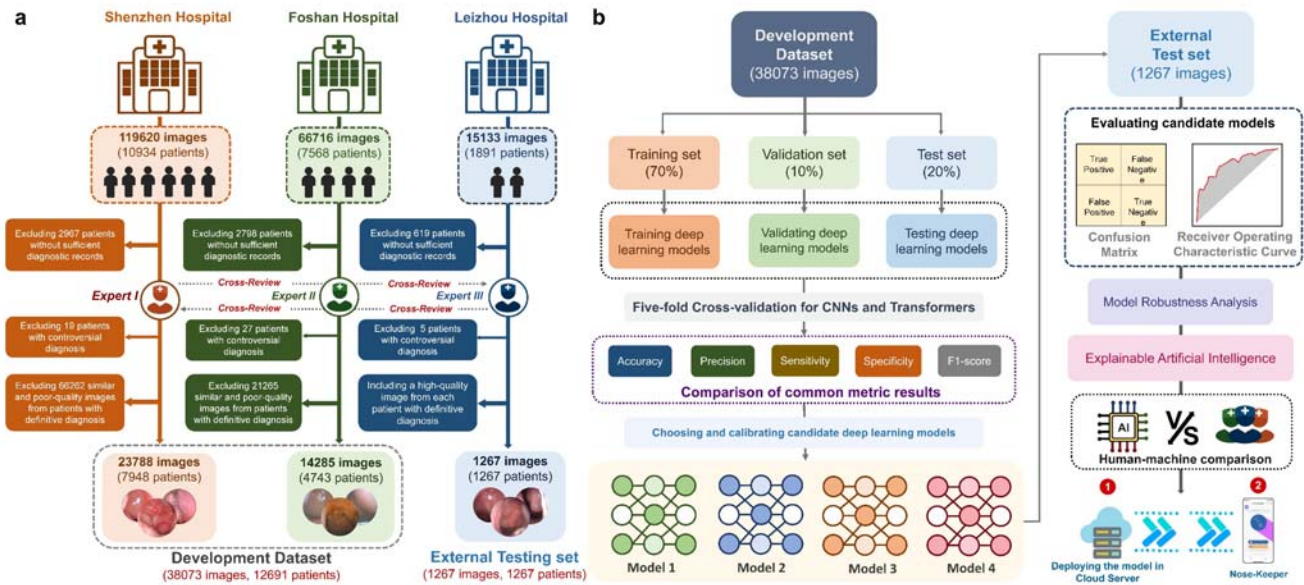 a
Shenzhen Hospital
Foshan Hospital
Leizhou Hospital
119620 images
(10934 patients)
66716 images
(7568 patients)
15133 images
(1891 patients)
Excluding 2967 patients
without sufficient
diagnostic records
Excluding 2798 patients
without sufficient
diagnostic records
Excluding 619 patients
without sufficient
diagnostic records
Cross-Review
Cross-Review
Expert I
Expert II
Expert III
Cross-Review
Cross-Review
Excluding 19 patients
with controversial
diagnosis
Excluding 27 patients
with controversial
diagnosis
Excluding 5 patients
with controversial
diagnosis
Excluding 66262 similar
and poor-quality images
from patients with
definitive diagnosis
Excluding 21265
similar and poor-quality
images from patients
with definitive diagnosis
Including a high-quality
image from each
patient with definitive
diagnosis
23788 images
(7948 patients)
14285 images
(4743 patients)
1267 images
(1267 patients)
Development Dataset
(38073 images, 12691 patients)
External Testing set
(1267 images, 1267 patients)
b
Development
Dataset
(38073 images)
Training set
(70%)
Validation set
(10%)
Test set
(20%)
Training deep
learning models
Validating deep
learning models
Testing deep
learning models
Five-fold Cross-validation for CNNs and Transformers
Accuracy
Precision
Sensitivity
Specificity
F1-score
Comparison of common metric results
Choosing and calibrating candidate deep learning models
Model 1
Model 2
Model 3
Model 4
External
Test set
(1267 images)
Evaluating candidate models
True
Positive
False
Negativ
e
False
Positive
True
Negativ
e
Confusion
Matrix
Receiver Operating
Characteristic Curve
Model Robustness Analysis
Explainable Artificial Intelligence
AI
V/S
Human-machine comparison
1
2
Deploying the model in
Cloud Server
Nose-Keeper